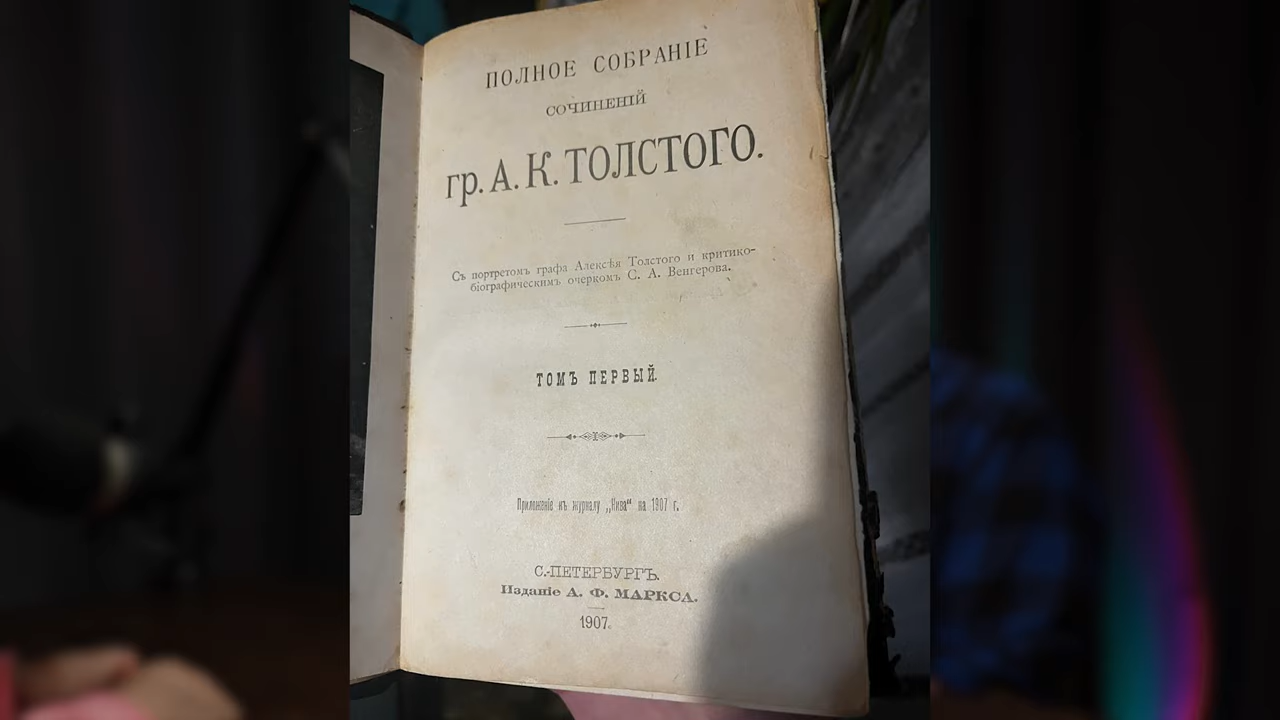 ПОЛНОЕ СОБРАНІЕ
СОЧИНЕНІЙ
ГР. А. К. ТОЛСТОГО.
Съ портретомъ графа Алексѣя Толстого и критико-
біографическимъ очеркомъ С. А. Венгерова.
ТОМЪ ПЕРВЫЙ.
Приложеніе къ журналу „Нива“ на 1907 г.
С.-ПЕТЕРБУРГЪ.
Изданіе А. Ф. МАРКСА.
1907.